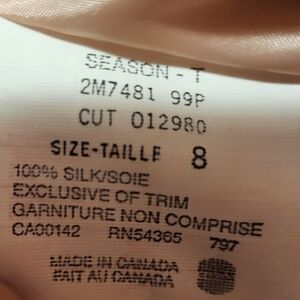 SEASON - T
2M7481 99P
CUT 012980
SIZE-TAILLE 8
100% SILK/SOIE
EXCLUSIVE OF TRIM
GARNITURE NON COMPRISE
CA00142 RN54365 797
MADE IN CANADA
FAIT AU CANADA